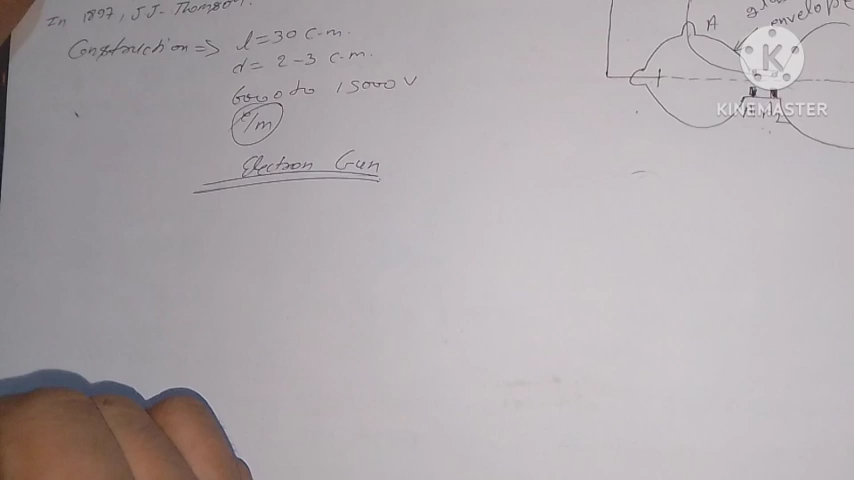 In 1897, J.J. Thomson.
Construction => l = 30 c.m.
d = 2-3 c.m.
6000 to 15000 V
e/m
Electron Gun
A
envelope
K
KINEMASTER